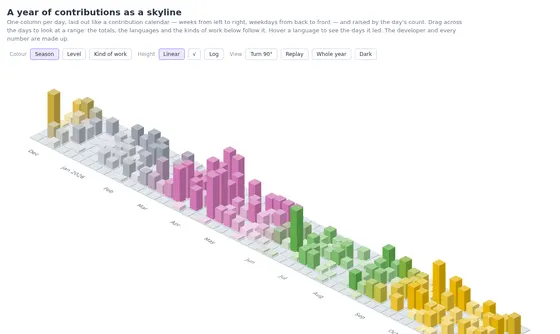 A year of contributions as a skyline
One column per day, laid out like a contribution calendar — weeks from left to right, weekdays from back to front — and raised by the day's count. Drag across
the days to look at a range: the totals, the languages and the kinds of work below follow it. Hover a language to see the days it led. The developer and every
number are made up.
Colour Season Level Kind of work Height Linear √ Log View Turn 90° Replay Whole year Dark
Dec
Jan 2026
Feb
Mar
Apr
May
Jun
Jul
Aug
Sep
Oct